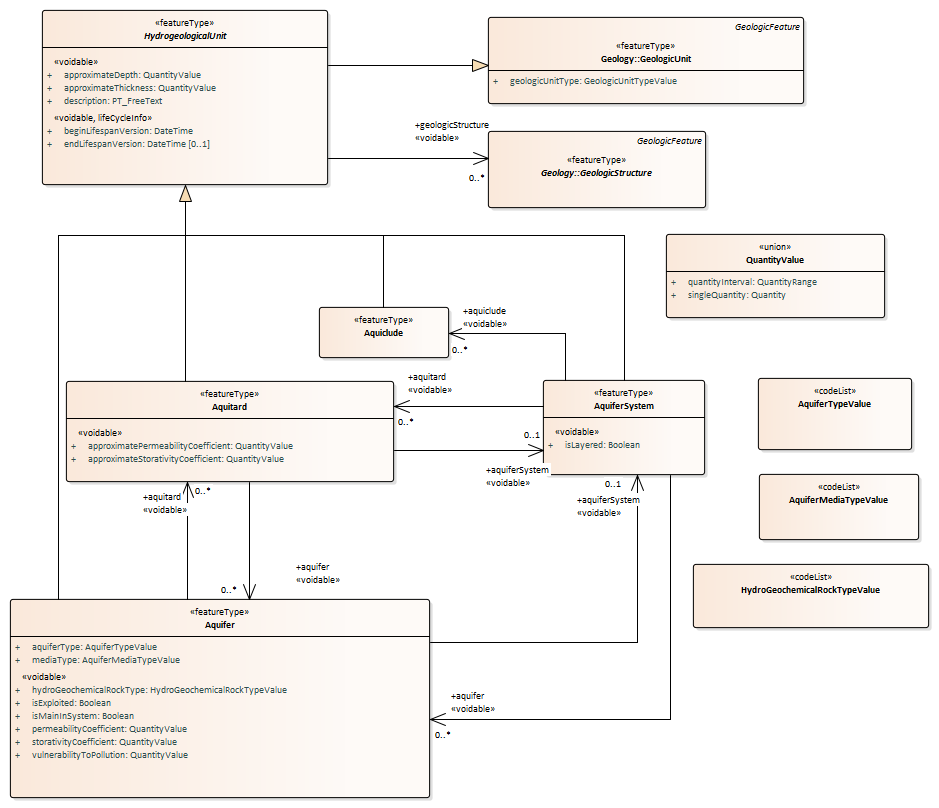 «featureType»
HydrogeologicalUnit
«voidable»
+ approximateDepth: QuantityValue
+ approximateThickness: QuantityValue
+ description: PT_FreeText
«voidable, lifeCycleInfo»
+ beginLifespanVersion: DateTime
+ endLifespanVersion: DateTime [0..1]
GeologicFeature
«featureType»
Geology::GeologicUnit
+ geologicUnitType: GeologicUnitTypeValue
+geologicStructure
«voidable»
0..*
GeologicFeature
«featureType»
Geology::GeologicStructure
«union»
QuantityValue
+ quantityInterval: QuantityRange
+ singleQuantity: Quantity
«featureType»
Aquiclude
+aquiclude
«voidable»
0..*
«featureType»
Aquitard
«voidable»
+ approximatePermeabilityCoefficient: QuantityValue
+ approximateStorativityCoefficient: QuantityValue
+aquitard
«voidable»
0..*
«featureType»
AquiferSystem
«voidable»
+ isLayered: Boolean
0..1
+aquiferSystem
«voidable»
0..1
+aquiferSystem
«voidable»
«codeList»
AquiferTypeValue
«codeList»
AquiferMediaTypeValue
«codeList»
HydroGeochemicalRockTypeValue
+aquitard
«voidable»
0..*
+aquifer
«voidable»
0..*
«featureType»
Aquifer
+ aquiferType: AquiferTypeValue
+ mediaType: AquiferMediaTypeValue
«voidable»
+ hydroGeochemicalRockType: HydroGeochemicalRockTypeValue
+ isExploited: Boolean
+ isMainInSystem: Boolean
+ permeabilityCoefficient: QuantityValue
+ storativityCoefficient: QuantityValue
+ vulnerabilityToPollution: QuantityValue
+aquifer
«voidable»
0..*